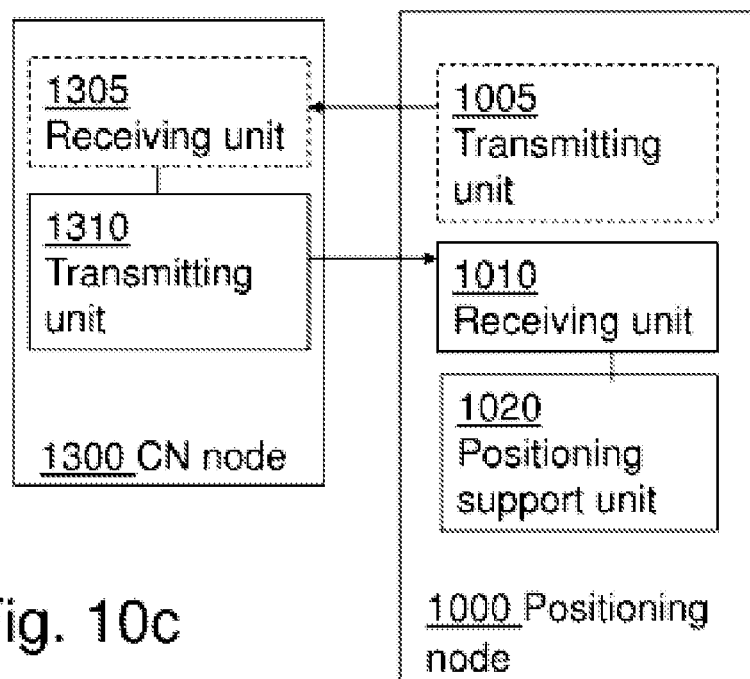 1305
Receiving unit
1310
Transmitting
unit
1300 CN node
1005
Transmitting
unit
1010
Receiving unit
1020
Positioning
support unit
1000 Positioning
node
ig. 10c